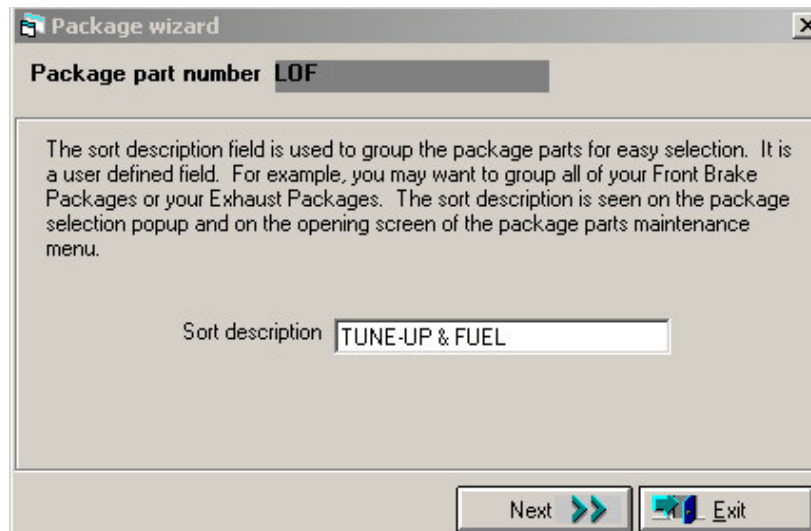 Package wizard
Package part number LOF
The sort description field is used to group the package parts for easy selection. It is
a user defined field. For example, you may want to group all of your Front Brake
Packages or your Exhaust Packages. The sort description is seen on the package
selection popup and on the opening screen of the package parts maintenance
menu.
Sort description TUNE-UP & FUEL
Next Exit